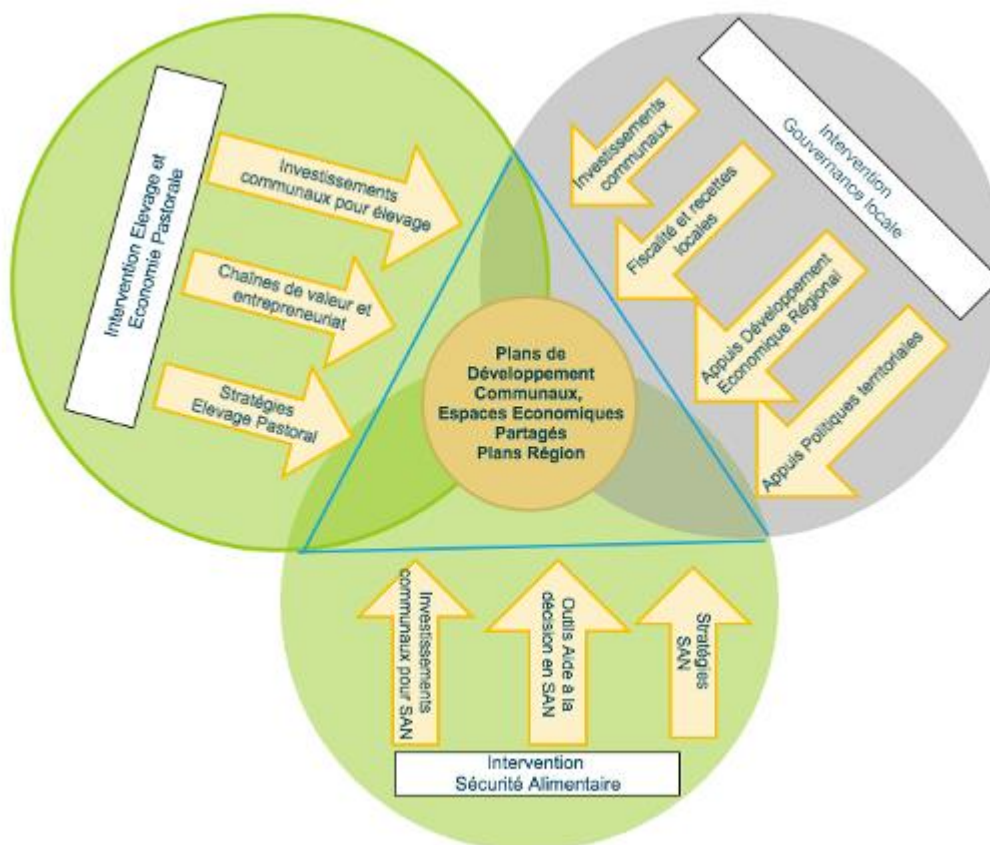 Intervention Elevage et
Economie Pastorale
Investissements
communaux pour élevage
Chaînes de valeur et
entrepreneuriat
Stratégies
Elevage Pastoral
Intervention
Gouvernance locale
Investissements
communaux
Fiscalité et recettes
locales
Appuis Développement
Economique Régional
Appuis Politiques territoriales
Plans de
Développement
Communaux,
Espaces Economiques
Partagés
Plans Région
Investissements
communaux pour SAN
Outils Aide à la
décision en SAN
Stratégies
SAN
Intervention
Sécurité Alimentaire